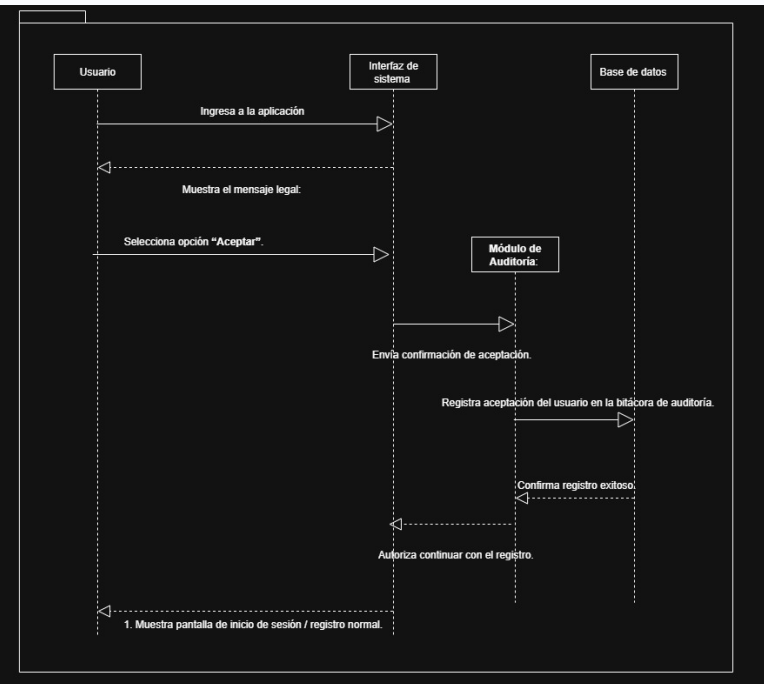 Usuario
Interfaz de
sistema
Base de datos
Ingresa a la aplicación
Muestra el mensaje legal:
Selecciona opción “Aceptar”.
Módulo de
Auditoría:
Envía confirmación de aceptación.
Registra aceptación del usuario en la bitácora de auditoría.
Confirma registro exitoso.
Autoriza continuar con el registro.
1. Muestra pantalla de inicio de sesión / registro normal.